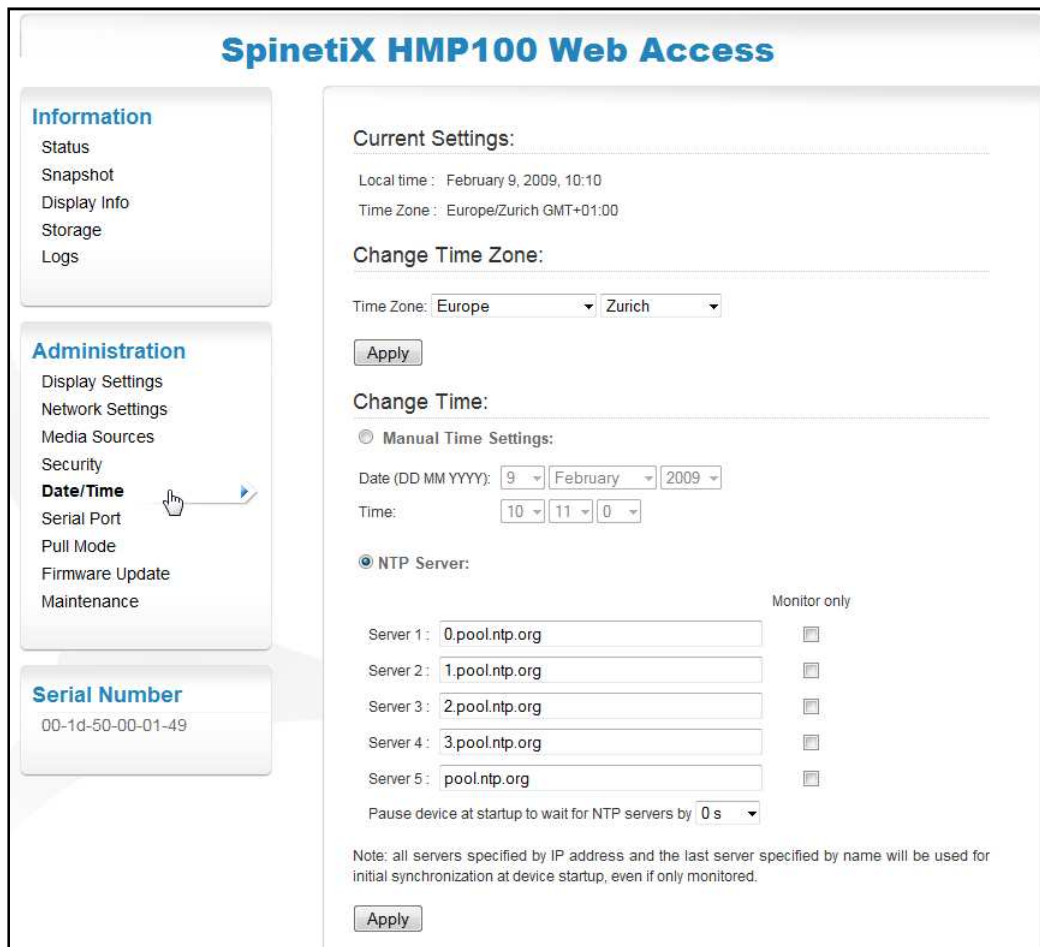 SpinetiX HMP100 Web Access
Information
Status
Snapshot
Display Info
Storage
Logs
Administration
Display Settings
Network Settings
Media Sources
Security
Date/Time
Serial Port
Pull Mode
Firmware Update
Maintenance
Serial Number
00-1d-50-00-01-49
Current Settings:
Local time : February 9, 2009, 10:10
Time Zone : Europe/Zurich GMT+01:00
Change Time Zone:
Time Zone: Europe Zurich
Apply
Change Time:
Manual Time Settings:
Date (DD MM YYYY): 9 February 2009
Time: 10 11 0
NTP Server:
Monitor only
Server 1 : 0.pool.ntp.org
Server 2 : 1.pool.ntp.org
Server 3 : 2.pool.ntp.org
Server 4 : 3.pool.ntp.org
Server 5 : pool.ntp.org
Pause device at startup to wait for NTP servers by 0 s
Note: all servers specified by IP address and the last server specified by name will be used for
initial synchronization at device startup, even if only monitored.
Apply